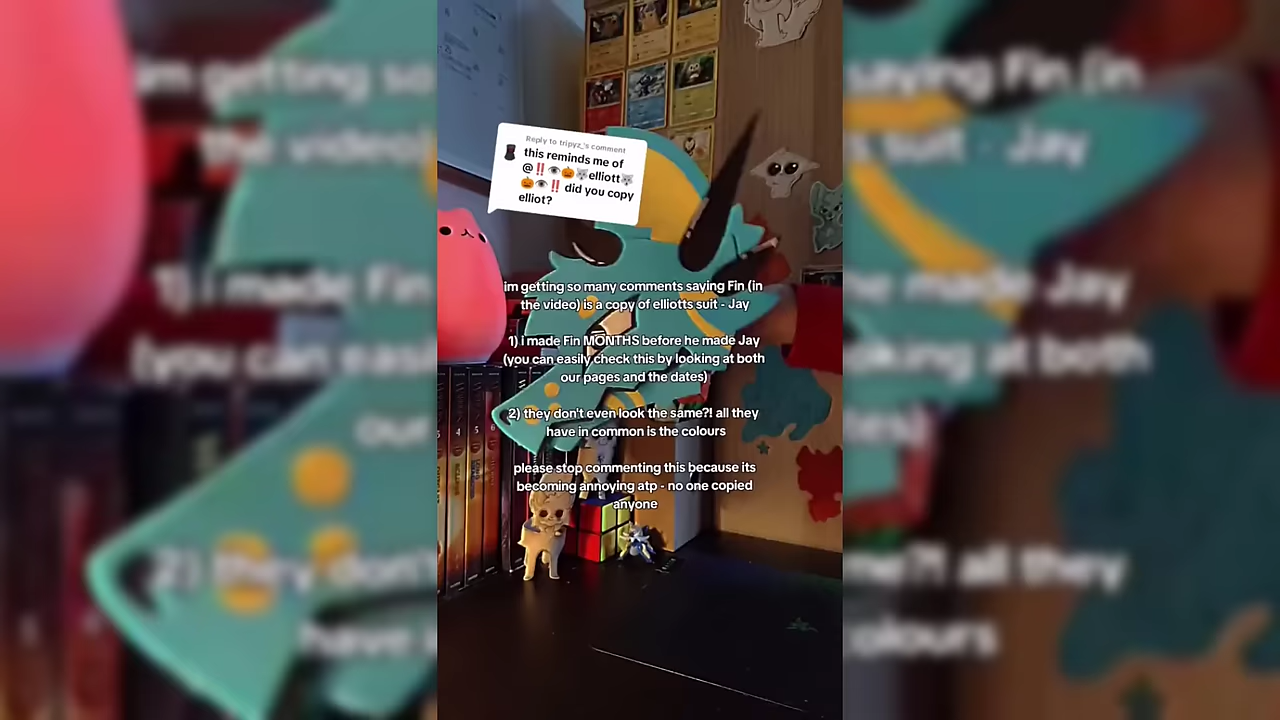 Reply to tripyz_'s comment
this reminds me of
@‼️👁🎃🐺elliott🐺
🎃👁‼️ did you copy
elliot?
im getting so many comments saying Fin (in
the video) is a copy of elliotts suit - Jay
1) i made Fin MONTHS before he made Jay
(you can easily check this by looking at both
our pages and the dates)
2) they don't even look the same?! all they
have in common is the colours
please stop commenting this because its
becoming annoying atp - no one copied
anyone